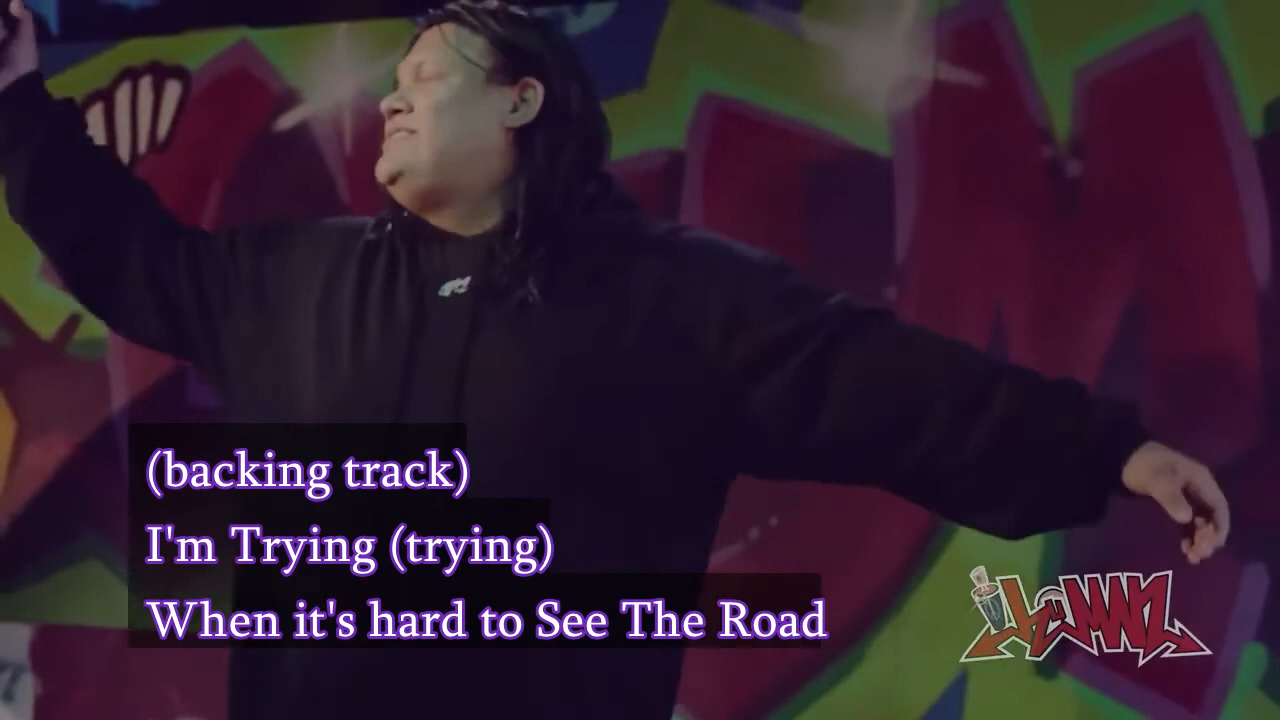 (backing track)
I'm Trying (trying)
When it's hard to See The Road